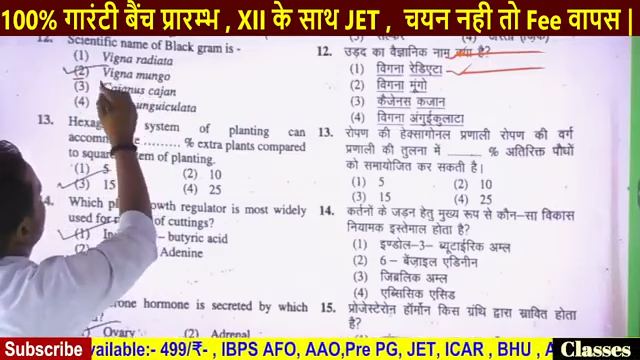 100% गारंटी बैंच प्रारम्भ , XII के साथ JET , चयन नही तो Fee वापस |
12. Scientific name of Black gram is -
(1) Vigna radiata
(2) Vigna mungo
(3) Cajanus cajan
(4) unguiculata
13. system of planting can
% extra plants compared
to square system of planting.
(1) 5
(2) 10
(3) 15
(4) 25
Which growth regulator is most widely
used for of cuttings?
(1) butyric acid
(2) Adenine
hormone is secreted by which
Ovary
(2) Adrenal
12. उड़द का वैज्ञानिक नाम क्या है?
(1) विगना रेडिएटा
(2) विगना मूंगो
(3) कैजेनस कजान
(4) विगना अंगुईकुलाटा
13. रोपण की हेक्सागोनल प्रणाली रोपण की वर्ग
प्रणाली की तुलना में ______ % अतिरिक्त पौधों
को समायोजित कर सकती है।
(1) 5
(2) 10
(3) 15
(4) 25
14. कर्तनों के जड़न हेतु मुख्य रूप से कौन-सा विकास
नियामक इस्तेमाल होता है?
(1) इण्डोल-3- ब्यूटाईरिक अम्ल
(2) 6 - बेंज़ाइल एडिनीन
(3) जिब्रलिक अम्ल
(4) एब्सिसिक एसिड
15. प्रोजेस्टेरोन हॉर्मोन किस ग्रंथि द्वारा स्रावित होता
है?
Subscribe
vailable:- 499/₹- , IBPS AFO, AAO,Pre PG, JET, ICAR , BHU , A
Classes